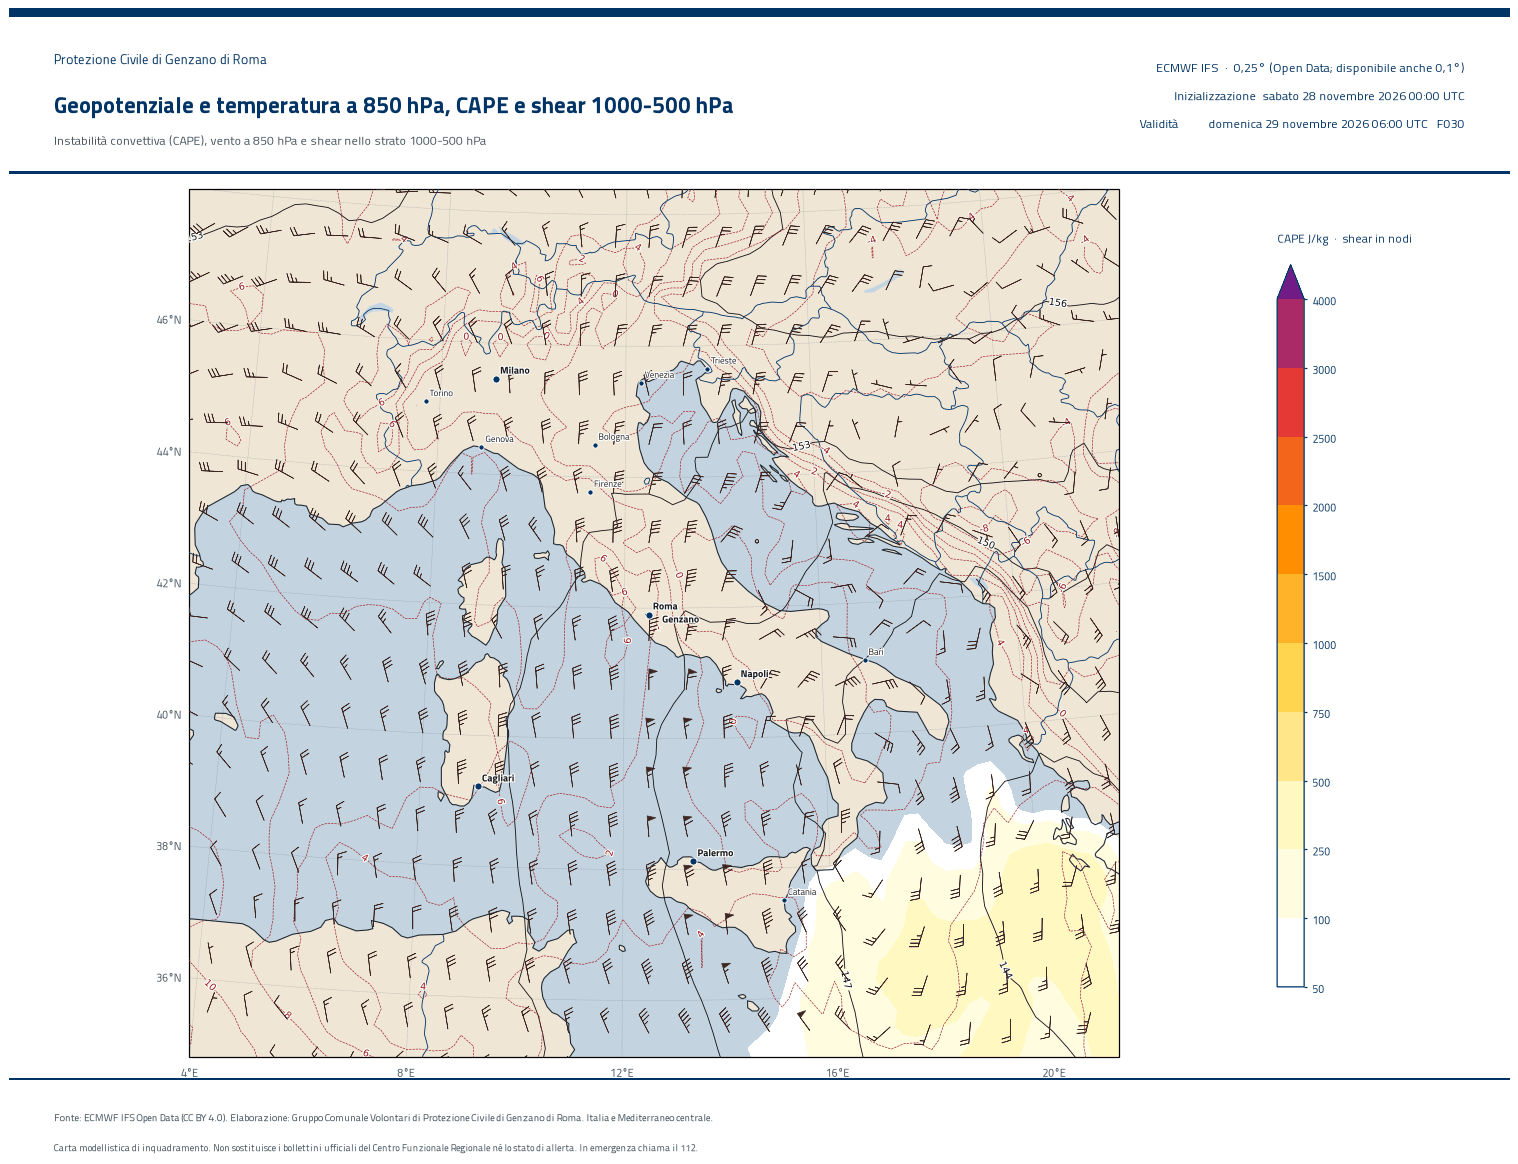 Protezione Civile di Genzano di Roma
Geopotenziale e temperatura a 850 hPa, CAPE e shear 1000-500 hPa
Instabilità convettiva (CAPE), vento a 850 hPa e shear nello strato 1000-500 hPa
ECMWF IFS · 0,25° (Open Data; disponibile anche 0,1°)
Inizializzazione sabato 28 novembre 2026 00:00 UTC
Validità domenica 29 novembre 2026 06:00 UTC F030
CAPE J/kg · shear in nodi
4000
3000
2500
2000
1500
1000
750
500
250
100
50
46°N
44°N
42°N
40°N
38°N
36°N
4°E
8°E
12°E
16°E
20°E
Milano
Torino
Venezia
Trieste
Genova
Bologna
Firenze
Roma
Genzano
Napoli
Bari
Cagliari
Palermo
Catania
156
153
150
147
144
Fonte: ECMWF IFS Open Data (CC BY 4.0). Elaborazione: Gruppo Comunale Volontari di Protezione Civile di Genzano di Roma. Italia e Mediterraneo centrale.
Carta modellistica di inquadramento. Non sostituisce i bollettini ufficiali del Centro Funzionale Regionale né lo stato di allerta. In emergenza chiama il 112.